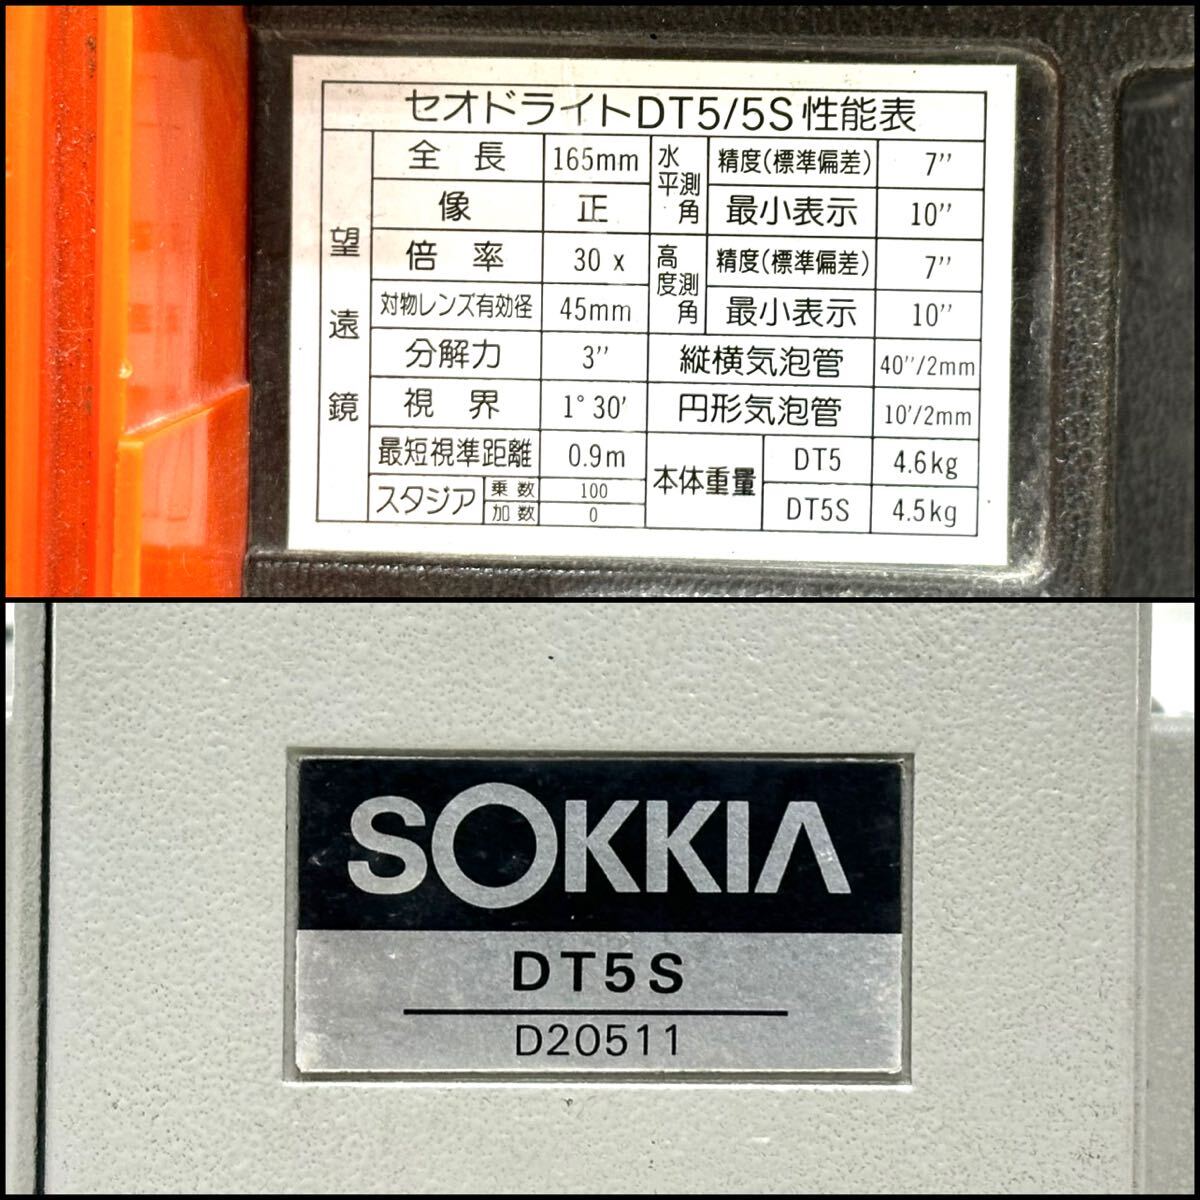 セオドライトDT5/5S 性能表
望遠鏡
全長 165mm
像 正
倍率 30 x
対物レンズ有効径 45mm
分解力 3''
視界 1° 30'
最短視準距離 0.9m
スタジア 乗数 100
加数 0
水平測角 精度(標準偏差) 7''
最小表示 10''
高度測角 精度(標準偏差) 7''
最小表示 10''
縦横気泡管 40''/2mm
円形気泡管 10'/2mm
本体重量 DT5 4.6kg
DT5S 4.5kg
SOKKIA
DT5S
D20511